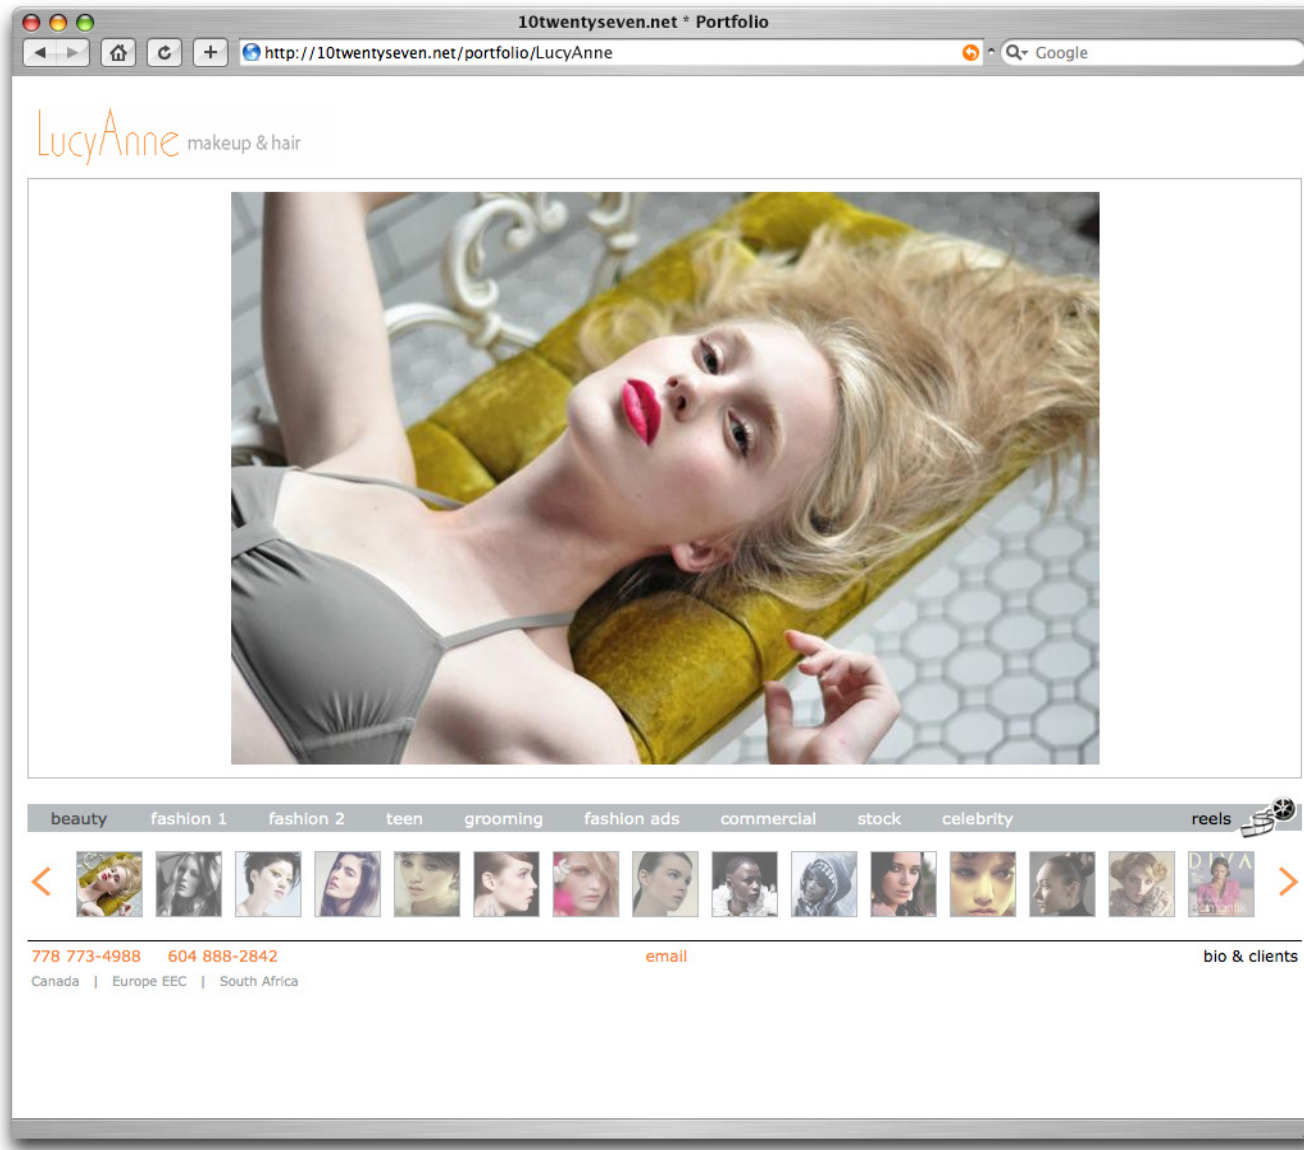 10twentyseven.net * Portfolio
http://10twentyseven.net/portfolio/LucyAnne
Google
LucyAnne makeup & hair
beauty fashion 1 fashion 2 teen grooming fashion ads commercial stock celebrity reels
DIVA
778 773-4988 604 888-2842 email bio & clients
Canada | Europe EEC | South Africa